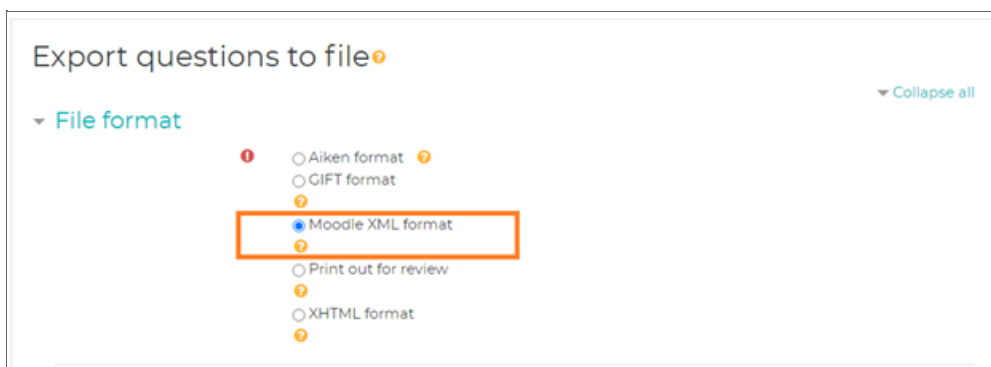 Export questions to file
Collapse all
File format
Aiken format
GIFT format
Moodle XML format
Print out for review
XHTML format